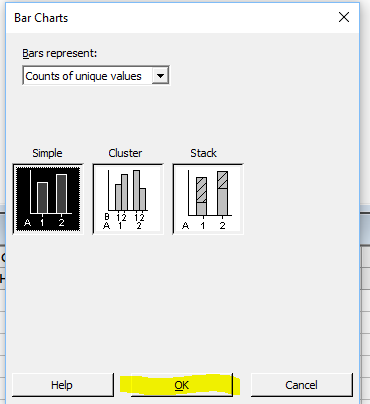 Bar Charts
Bars represent:
Counts of unique values
Simple Cluster Stack
A 1 2
B 1 2 1 2
A 1 2
A 1 2
Help OK Cancel